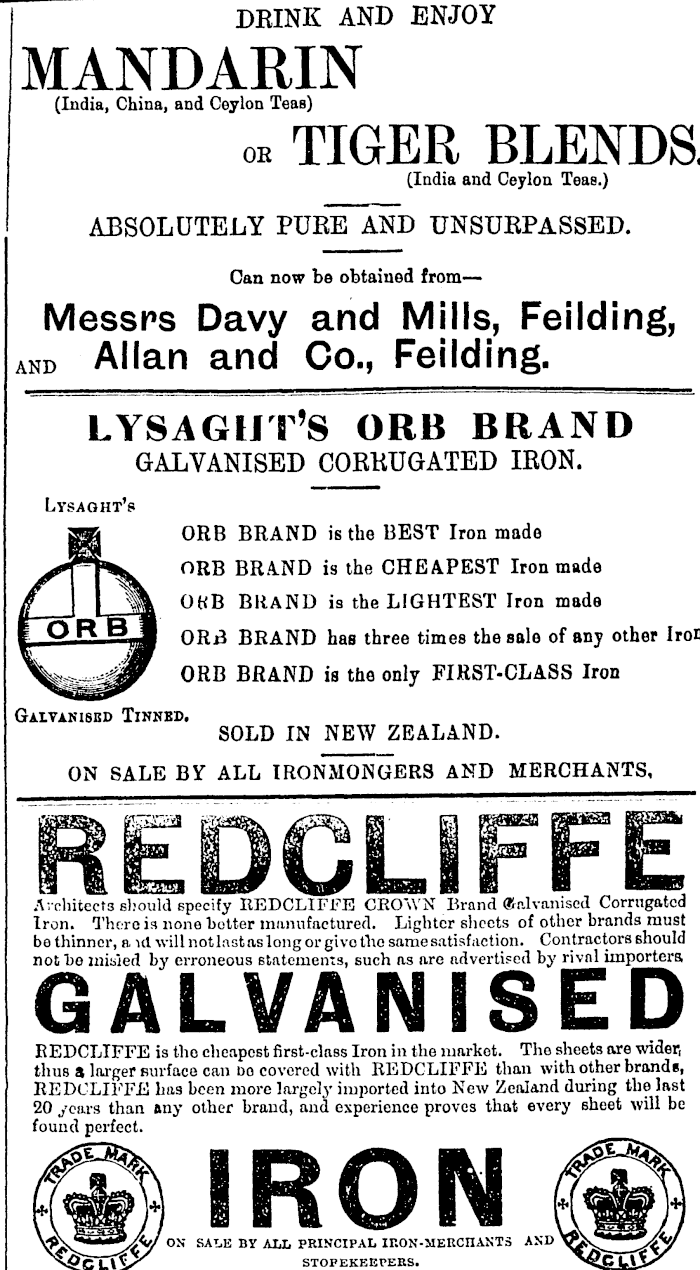 DRINK AND ENJOY
MANDARIN
(India, China, and Ceylon Teas)
OR TIGER BLENDS.
(India and Ceylon Teas.)
ABSOLUTELY PURE AND UNSURPASSED.
Can now be obtained from—
Messrs Davy and Mills, Feilding,
AND Allan and Co., Feilding.
LYSAGHT'S ORB BRAND
GALVANISED CORRUGATED IRON.
LYSAGHT'S
ORB
GALVANISED TINNED.
ORB BRAND is the BEST Iron made
ORB BRAND is the CHEAPEST Iron made
ORB BRAND is the LIGHTEST Iron made
ORB BRAND has three times the sale of any other Iron
ORB BRAND is the only FIRST-CLASS Iron
SOLD IN NEW ZEALAND.
ON SALE BY ALL IRONMONGERS AND MERCHANTS,
REDCLIFFE
Architects should specify REDCLIFFE CROWN Brand Galvanised Corrugated
Iron. There is none better manufactured. Lighter sheets of other brands must
be thinner, and will not last as long or give the same satisfaction. Contractors should
not be misled by erroneous statements, such as are advertised by rival importers
GALVANISED
REDCLIFFE is the cheapest first-class Iron in the market. The sheets are wider,
thus a larger surface can be covered with REDCLIFFE than with other brands,
REDCLIFFE has been more largely imported into New Zealand during the last
20 years than any other brand, and experience proves that every sheet will be
found perfect.
TRADE MARK
REDCLIFFE
IRON
TRADE MARK
REDCLIFFE
ON SALE BY ALL PRINCIPAL IRON-MERCHANTS AND
STOREKEEPERS.